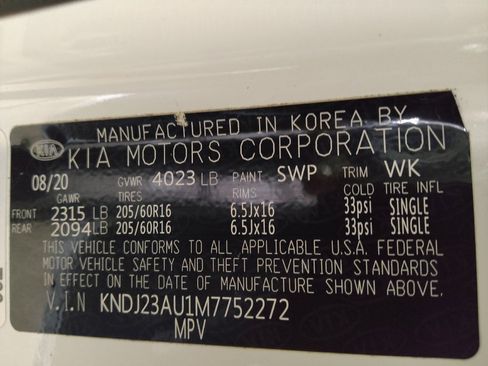 MANUFACTURED IN KOREA BY
KIA KIA MOTORS CORPORATION
08/20 GVWR 4023 LB PAINT SWP TRIM WK
GAWR TIRES RIMS COLD TIRE INFL
FRONT 2315 LB 205/60R16 6.5Jx16 33psi SINGLE
REAR 2094 LB 205/60R16 6.5Jx16 33psi SINGLE
THIS VEHICLE CONFORMS TO ALL APPLICABLE U.S.A. FEDERAL
MOTOR VEHICLE SAFETY AND THEFT PREVENTION STANDARDS
IN EFFECT ON THE DATE OF MANUFACTURE SHOWN ABOVE.
V.I.N KNDJ23AU1M7752272
MPV